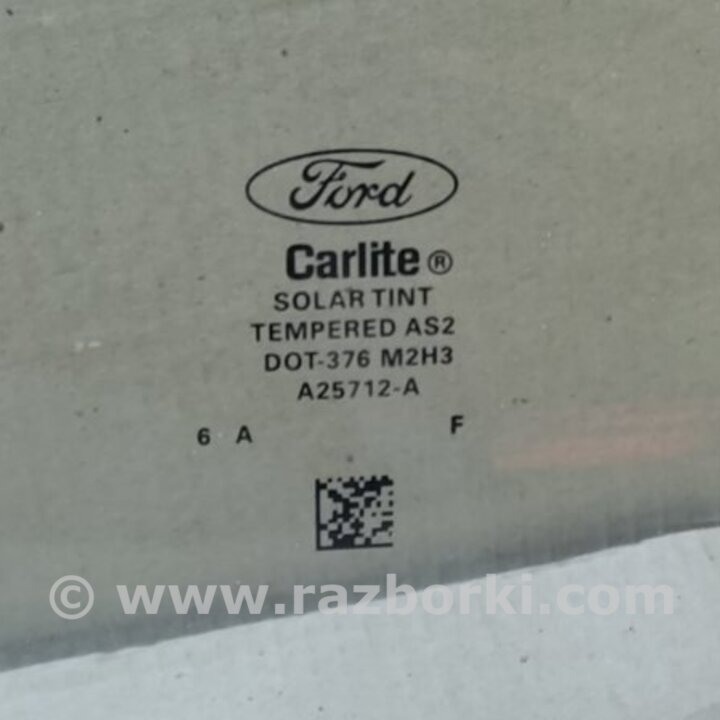 Ford
Carlite®
SOLAR TINT
TEMPERED AS2
DOT-376 M2H3
A25712-A
6 A F
© www.razborki.com